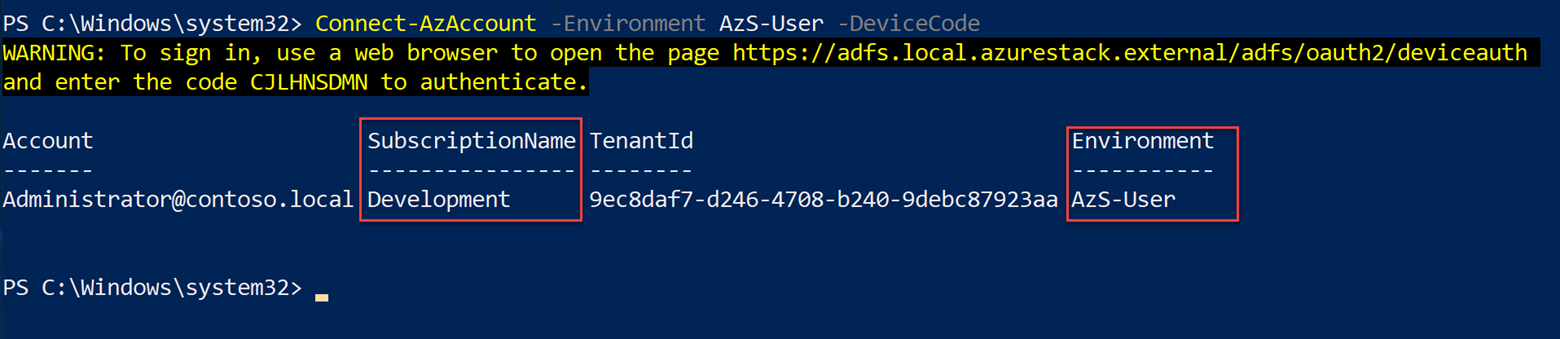 PS C:\Windows\system32> Connect-AzAccount -Environment AzS-User -DeviceCode
WARNING: To sign in, use a web browser to open the page https://adfs.local.azurestack.external/adfs/oauth2/deviceauth
and enter the code CJLHNSDMN to authenticate.
Account SubscriptionName TenantId Environment
------- ---------------- -------- -----------
Administrator@contoso.local Development 9ec8daf7-d246-4708-b240-9debc87923aa AzS-User
PS C:\Windows\system32>